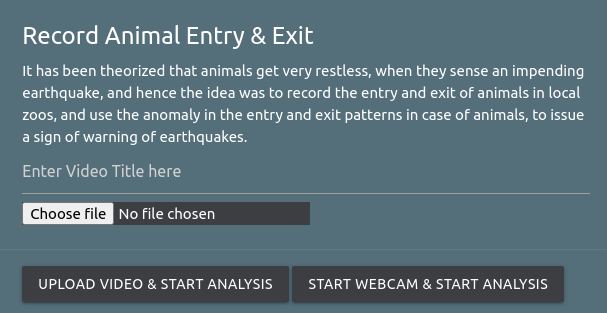 Record Animal Entry & Exit
It has been theorized that animals get very restless, when they sense an impending
earthquake, and hence the idea was to record the entry and exit of animals in local
zoos, and use the anomaly in the entry and exit patterns in case of animals, to issue
a sign of warning of earthquakes.
Enter Video Title here
Choose file No file chosen
UPLOAD VIDEO & START ANALYSIS START WEBCAM & START ANALYSIS